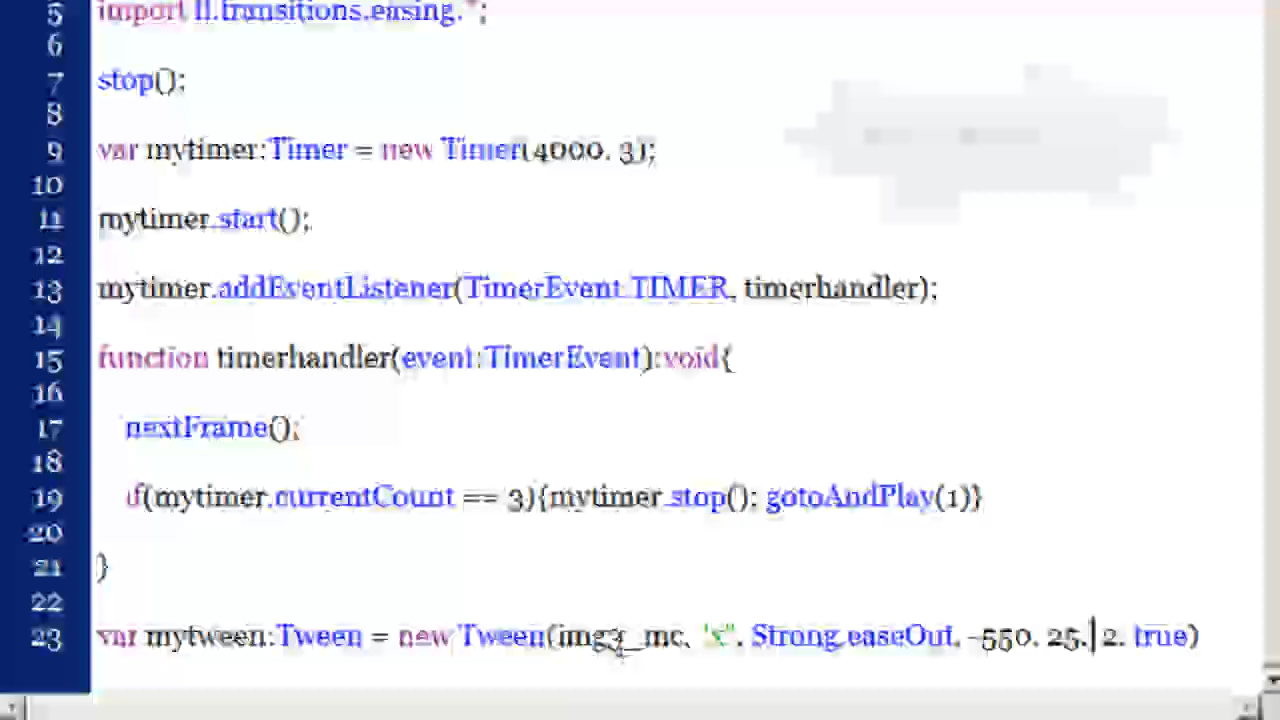 5 import fl.transitions.easing.*;
6
7 stop();
8
9 var mytimer:Timer = new Timer(4000, 3);
10
11 mytimer.start();
12
13 mytimer.addEventListener(TimerEvent.TIMER, timerhandler);
14
15 function timerhandler(event:TimerEvent):void{
16
17 nextFrame();
18
19 if(mytimer.currentCount == 3){mytimer.stop(); gotoAndPlay(1)}
20
21 }
22
23 var mytween:Tween = new Tween(img3_mc, "x", Strong.easeOut, -550, 25, 2, true)